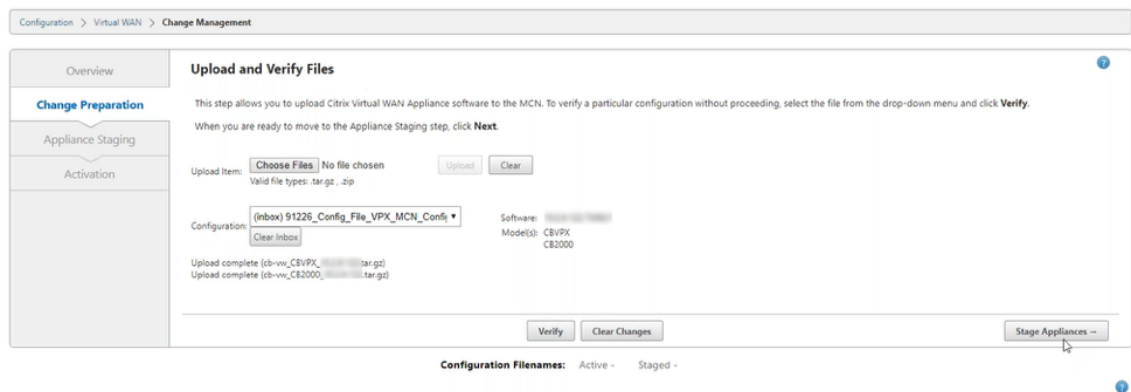 Configuration > Virtual WAN > Change Management
Overview
Change Preparation
Appliance Staging
Activation
Upload and Verify Files
?
This step allows you to upload Citrix Virtual WAN Appliance software to the MCN. To verify a particular configuration without proceeding, select the file from the drop-down menu and click Verify.
When you are ready to move to the Appliance Staging step, click Next.
Upload Item: Choose Files No file chosen Upload Clear
Valid file types: .tar.gz , .zip
Configuration: (inbox) 91226_Config_File_VPX_MCN_Config
Clear Inbox
Software:
Model(s): CBVPX
CB2000
Upload complete (cb-vw_CBVPX_ tar.gz)
Upload complete (cb-vw_CB2000_ .tar.gz)
Verify Clear Changes Stage Appliances →
Configuration Filenames: Active - Staged -
?